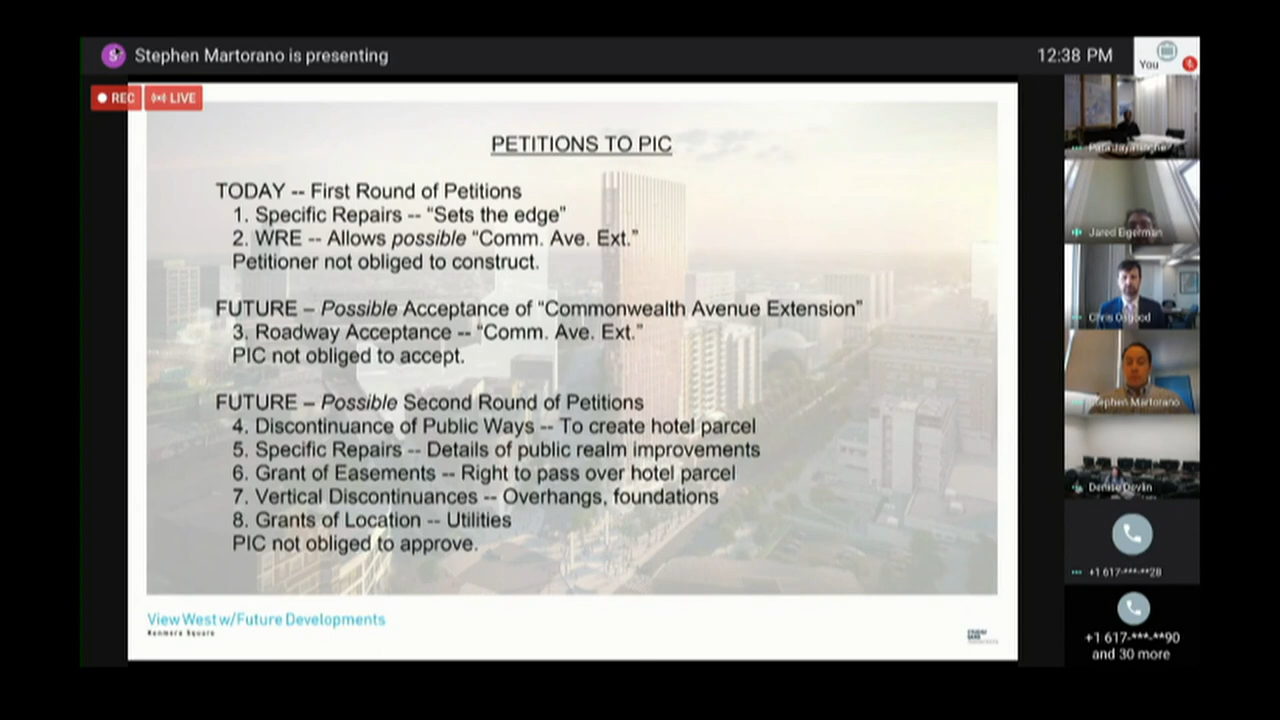 Stephen Martorano is presenting
12:38 PM
You
REC
LIVE
PETITIONS TO PIC
TODAY -- First Round of Petitions
1. Specific Repairs -- “Sets the edge”
2. WRE -- Allows possible “Comm. Ave. Ext.”
Petitioner not obliged to construct.
FUTURE – Possible Acceptance of “Commonwealth Avenue Extension”
3. Roadway Acceptance -- “Comm. Ave. Ext.”
PIC not obliged to accept.
FUTURE – Possible Second Round of Petitions
4. Discontinuance of Public Ways -- To create hotel parcel
5. Specific Repairs -- Details of public realm improvements
6. Grant of Easements -- Right to pass over hotel parcel
7. Vertical Discontinuances -- Overhangs, foundations
8. Grants of Location -- Utilities
PIC not obliged to approve.
View West w/Future Developments
Kenmore Square
Jared Eigerman
Chris Osgood
Stephen Martorano
Denise Devlin
+1 617-***-**28
+1 617-***-**90
and 30 more